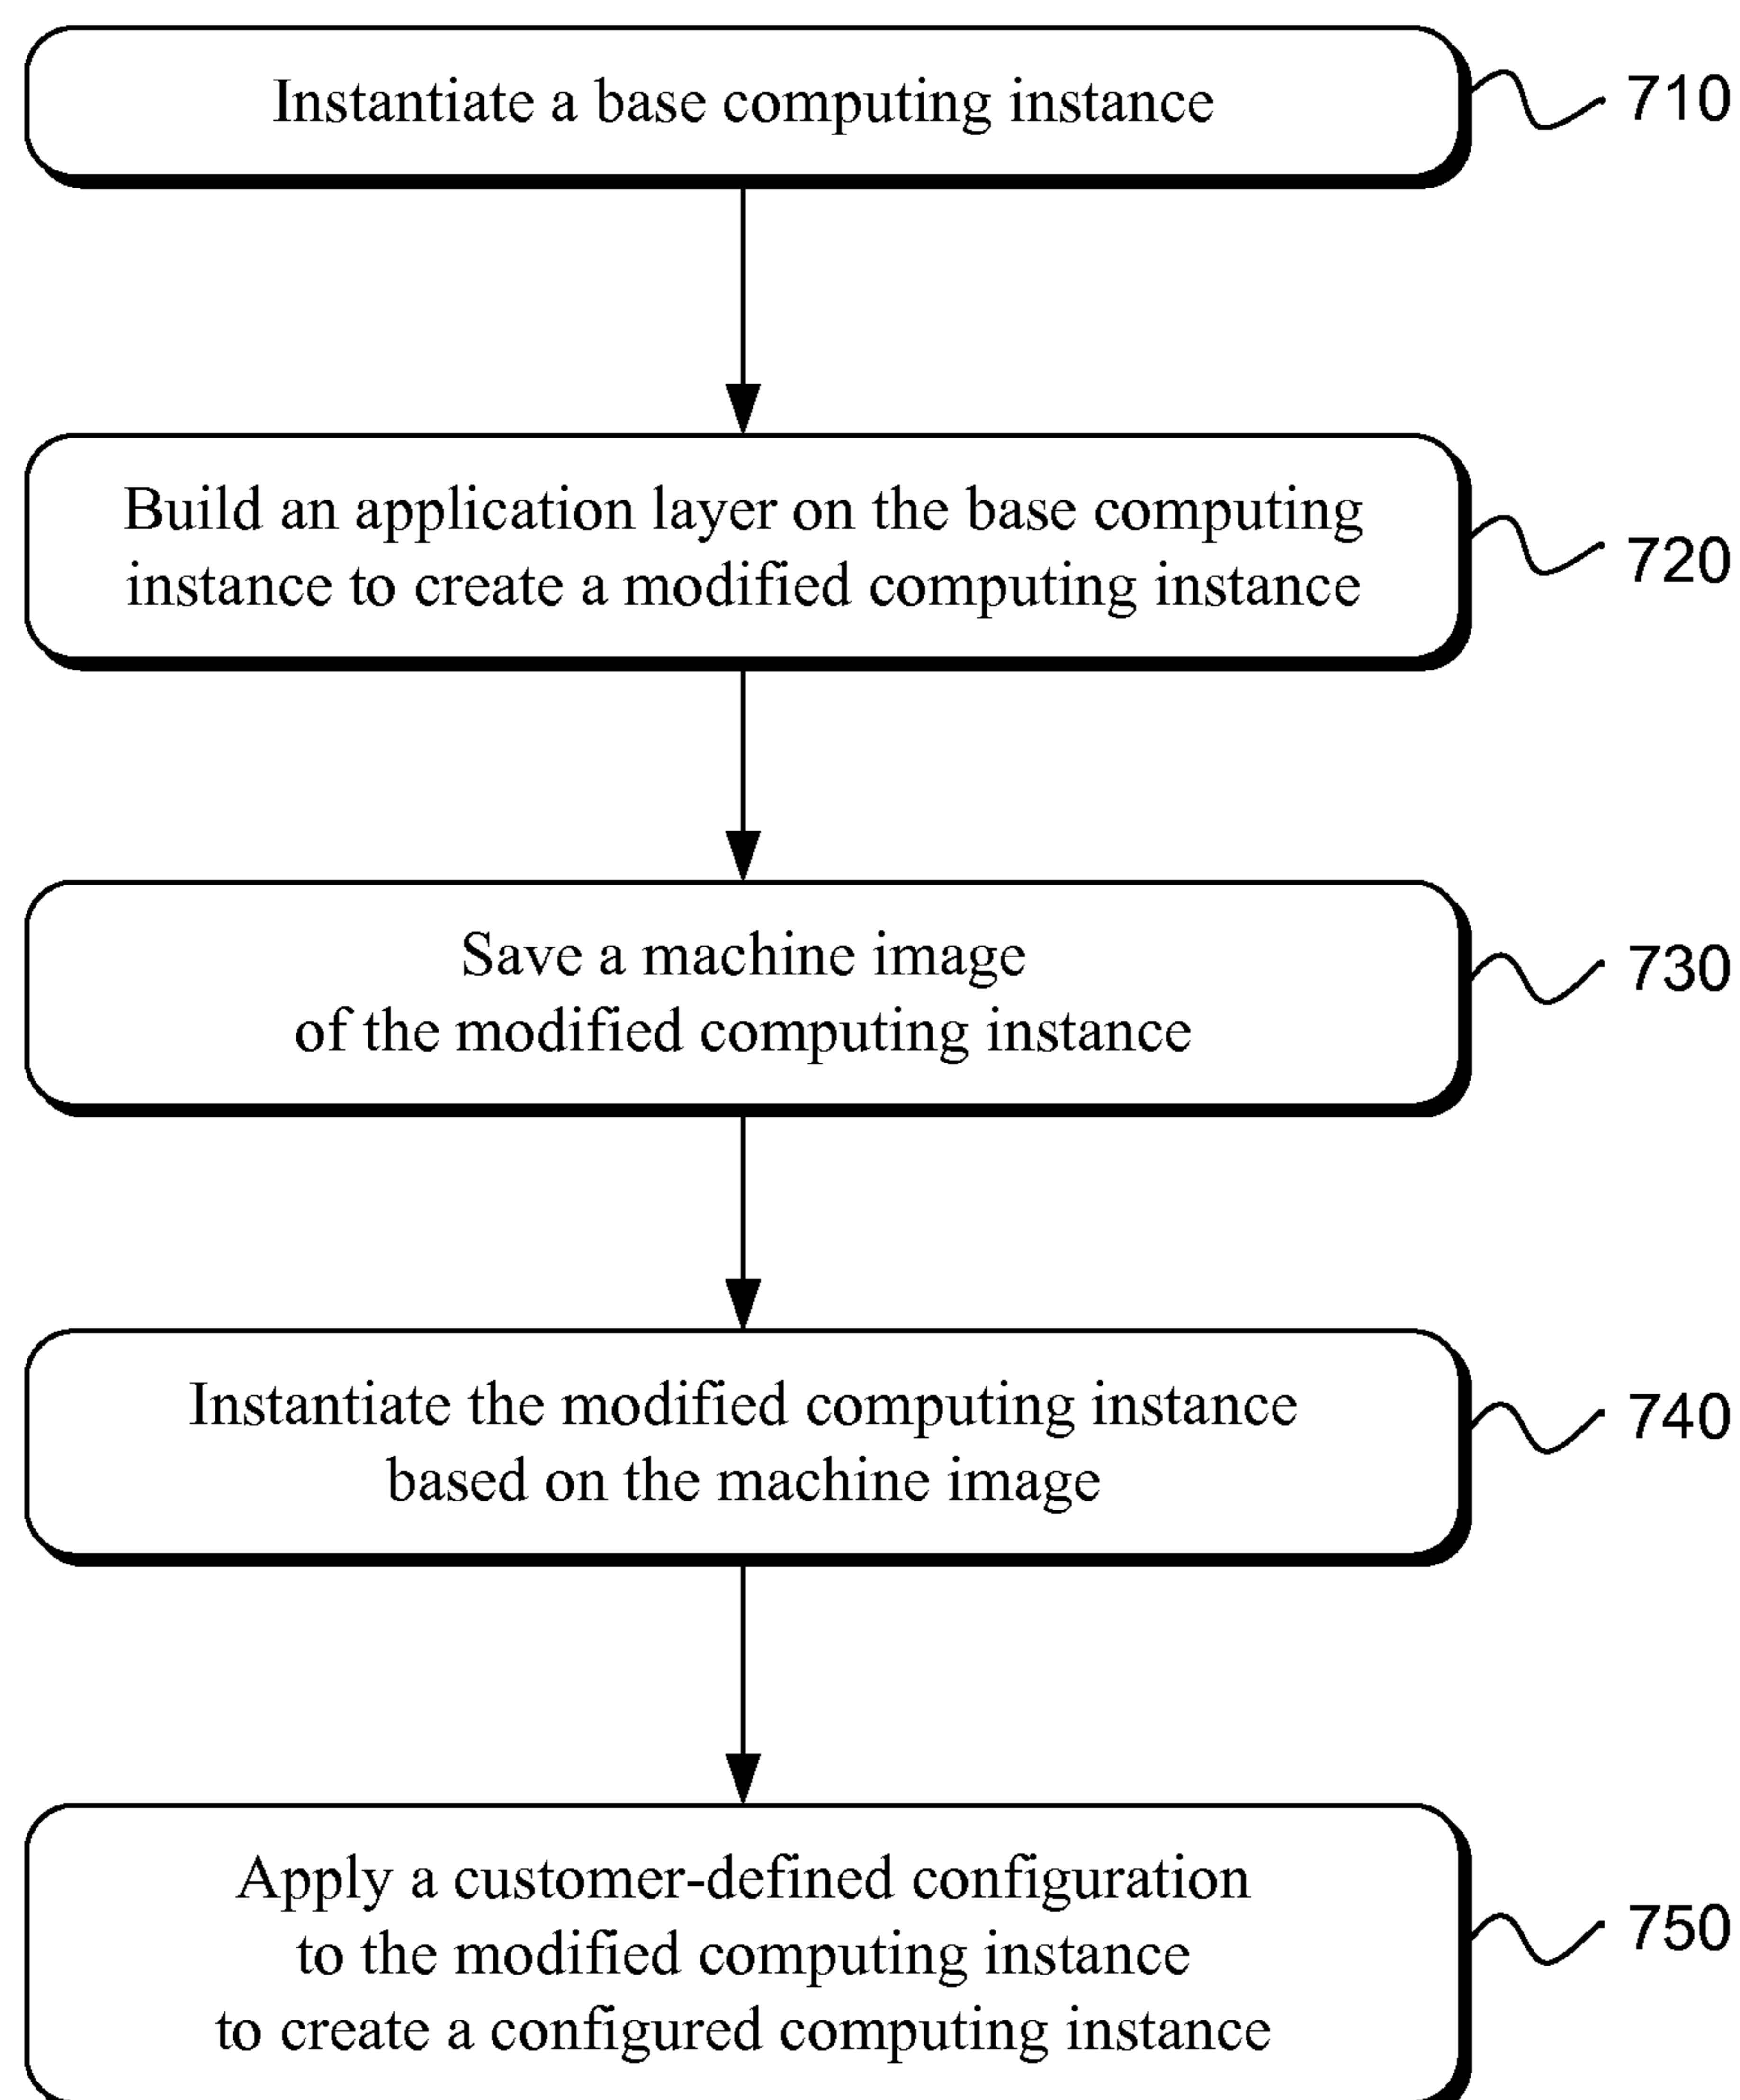 Instantiate a base computing instance
710
Build an application layer on the base computing
instance to create a modified computing instance
720
Save a machine image
of the modified computing instance
730
Instantiate the modified computing instance
based on the machine image
740
Apply a customer-defined configuration
to the modified computing instance
to create a configured computing instance
750